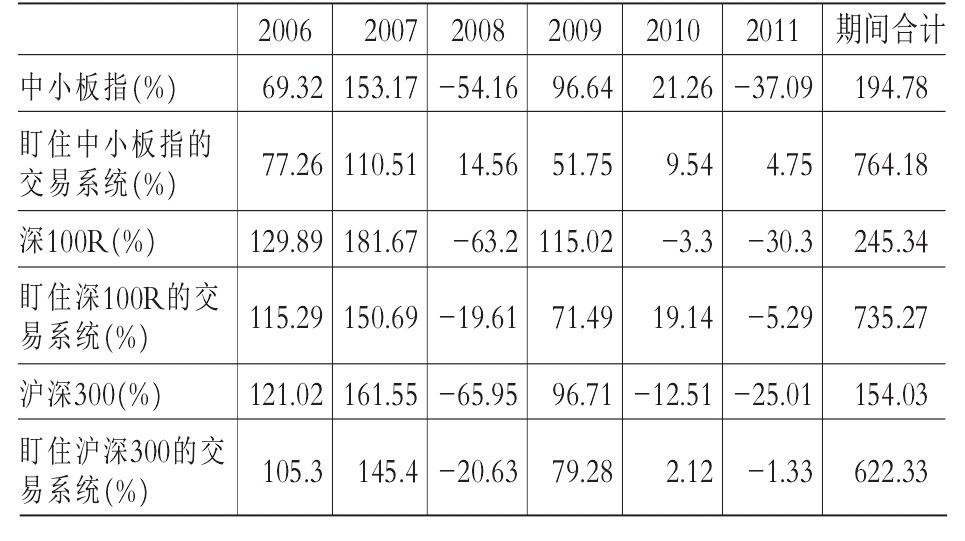 2006 2007 2008 2009 2010 2011 期间合计
中小板指(%) 69.32 153.17 -54.16 96.64 21.26 -37.09 194.78
盯住中小板指的
交易系统(%) 77.26 110.51 14.56 51.75 9.54 4.75 764.18
深100R(%) 129.89 181.67 -63.2 115.02 -3.3 -30.3 245.34
盯住深100R的交
易系统(%) 115.29 150.69 -19.61 71.49 19.14 -5.29 735.27
沪深300(%) 121.02 161.55 -65.95 96.71 -12.51 -25.01 154.03
盯住沪深300的交
易系统(%) 105.3 145.4 -20.63 79.28 2.12 -1.33 622.33